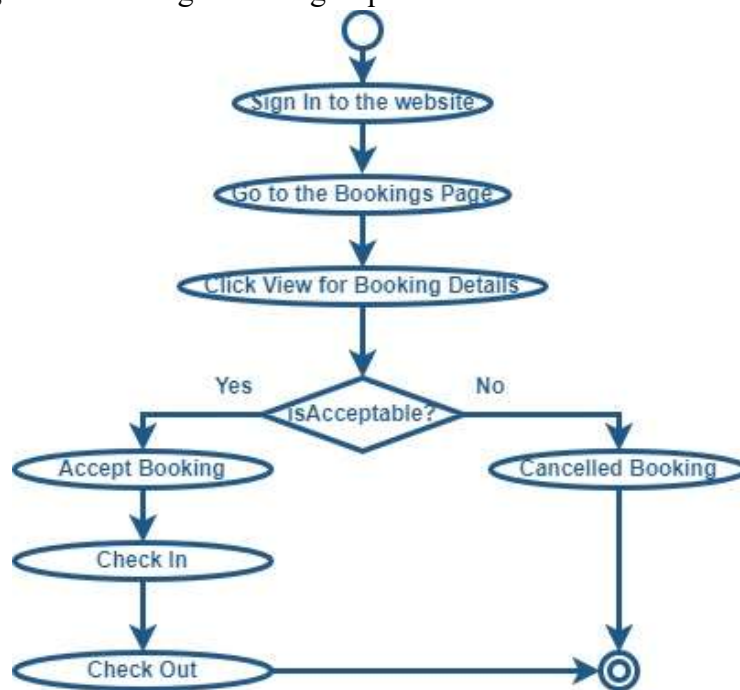 Sign In to the website
Go to the Bookings Page
Click View for Booking Details
Yes
No
isAcceptable?
Accept Booking
Cancelled Booking
Check In
Check Out